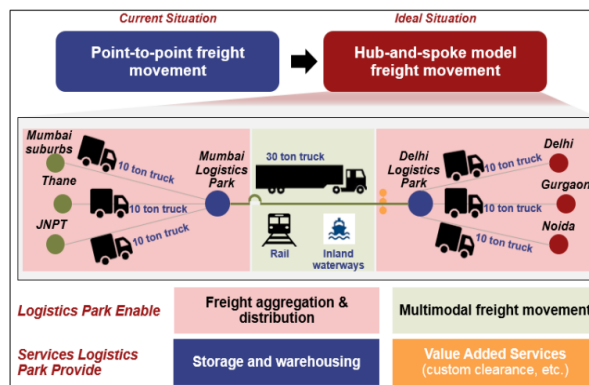 Current Situation
Ideal Situation
Point-to-point freight
movement
Hub-and-spoke model
freight movement
Mumbai
suburbs
10 ton truck
Thane
10 ton truck
JNPT
10 ton truck
Mumbai
Logistics
Park
30 ton truck
Rail
Inland
waterways
Delhi
Logistics
Park
10 ton truck
Delhi
10 ton truck
Gurgaon
10 ton truck
Noida
Logistics Park Enable
Freight aggregation &
distribution
Multimodal freight movement
Services Logistics
Park Provide
Storage and warehousing
Value Added Services
(custom clearance, etc.)